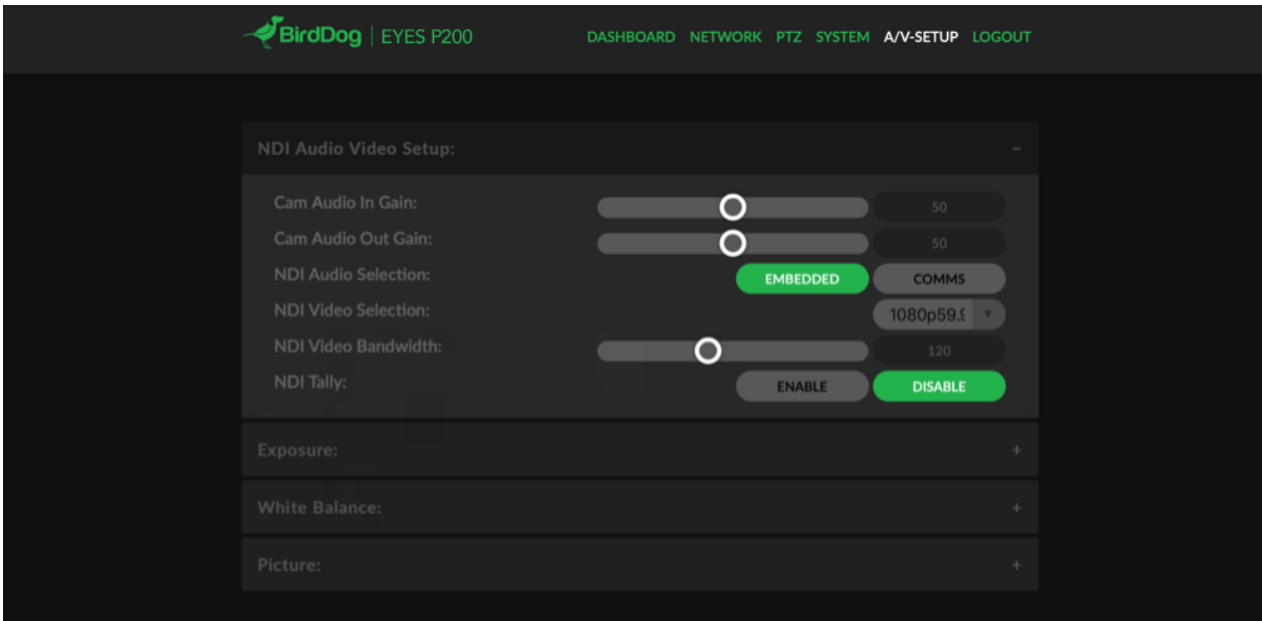 BirdDog | EYES P200 DASHBOARD NETWORK PTZ SYSTEM A/V-SETUP LOGOUT
NDI Audio Video Setup: –
Cam Audio In Gain: 50
Cam Audio Out Gain: 50
NDI Audio Selection: EMBEDDED COMMS
NDI Video Selection: 1080p59.9
NDI Video Bandwidth: 120
NDI Tally: ENABLE DISABLE
Exposure: +
White Balance: +
Picture: +